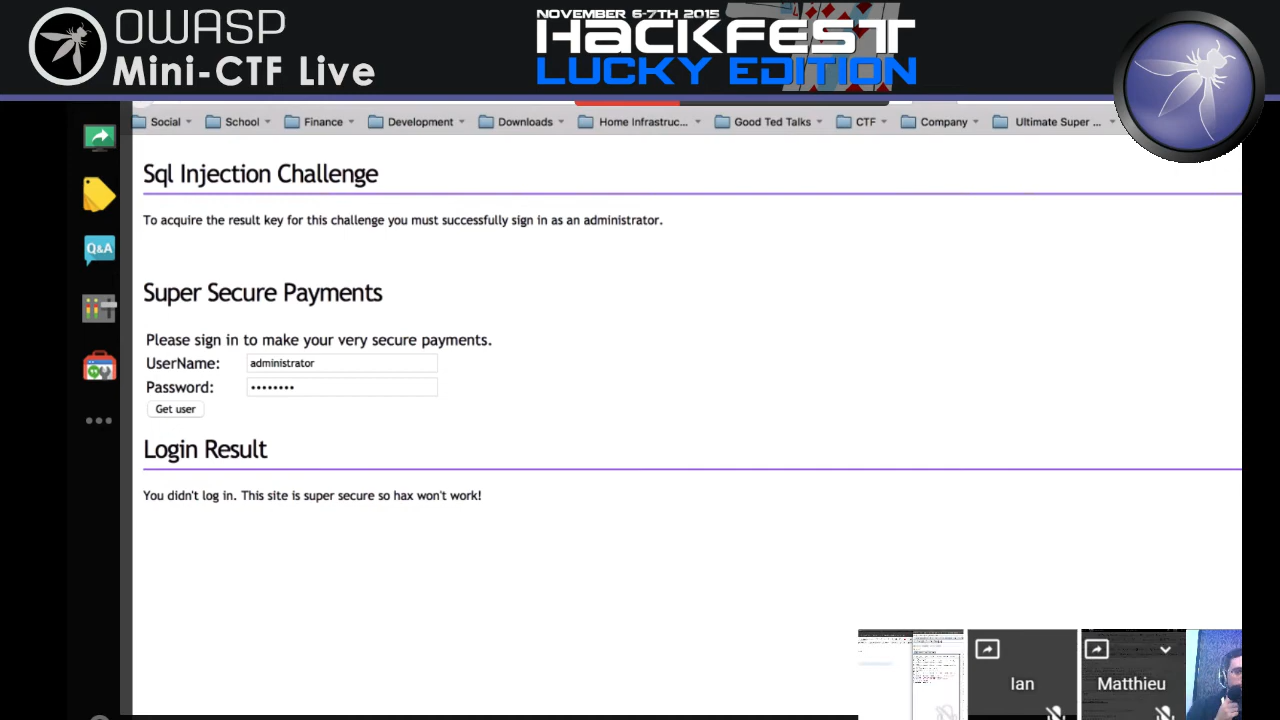 OWASP
Mini-CTF Live
NOVEMBER 6-7TH 2015
HACKFEST
LUCKY EDITION
Social School Finance Development Downloads Home Infrastruc... Good Ted Talks CTF Company Ultimate Super ...
Sql Injection Challenge
To acquire the result key for this challenge you must successfully sign in as an administrator.
Q&A
Super Secure Payments
Please sign in to make your very secure payments.
UserName: administrator
Password: ••••••••
Get user
Login Result
You didn't log in. This site is super secure so hax won't work!
Ian
Matthieu